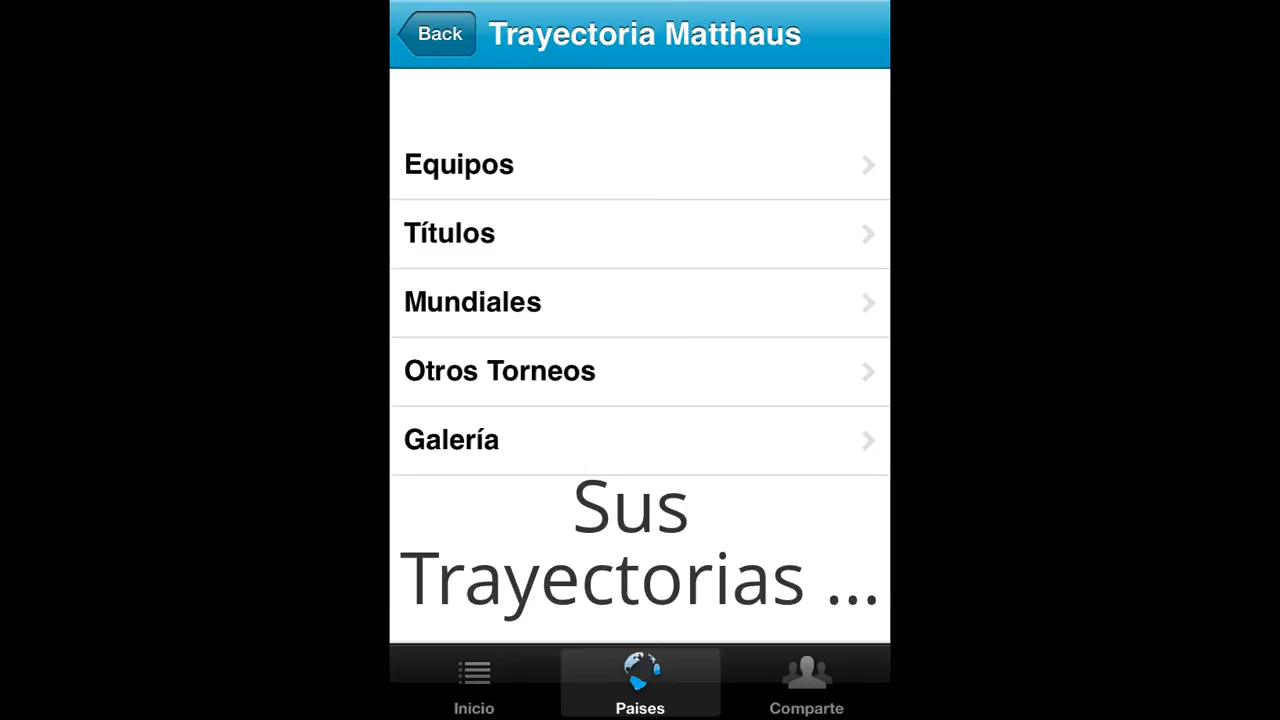 Back
Trayectoria Matthaus
Equipos
Títulos
Mundiales
Otros Torneos
Galería
Sus
Trayectorias ...
Inicio
Paises
Comparte